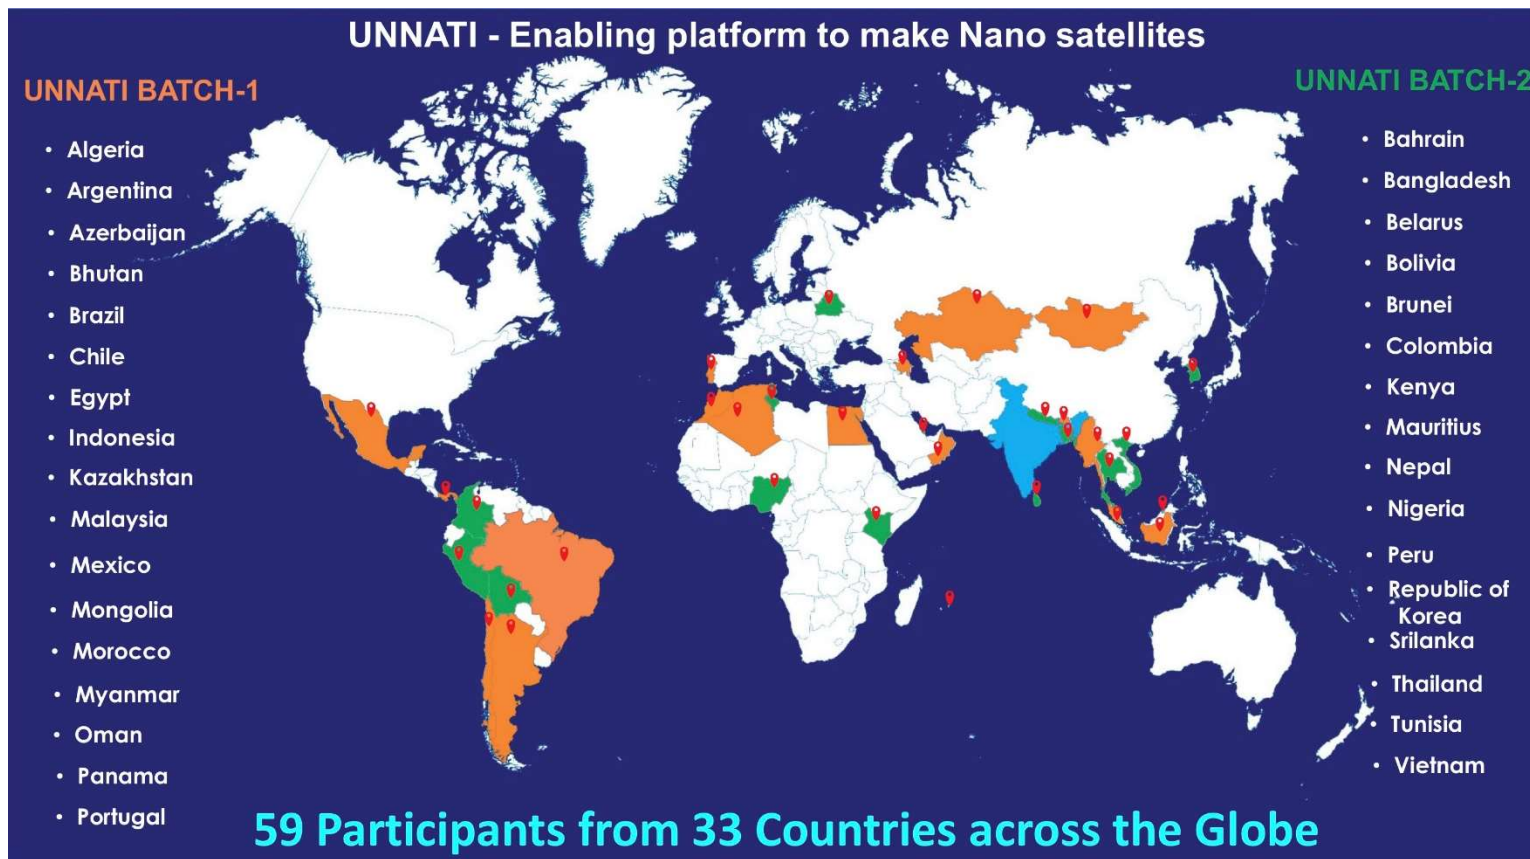 UNNATI - Enabling platform to make Nano satellites
UNNATI BATCH-1
• Algeria
• Argentina
• Azerbaijan
• Bhutan
• Brazil
• Chile
• Egypt
• Indonesia
• Kazakhstan
• Malaysia
• Mexico
• Mongolia
• Morocco
• Myanmar
• Oman
• Panama
• Portugal
UNNATI BATCH-2
• Bahrain
• Bangladesh
• Belarus
• Bolivia
• Brunei
• Colombia
• Kenya
• Mauritius
• Nepal
• Nigeria
• Peru
• Republic of
Korea
• Srilanka
• Thailand
• Tunisia
• Vietnam
59 Participants from 33 Countries across the Globe